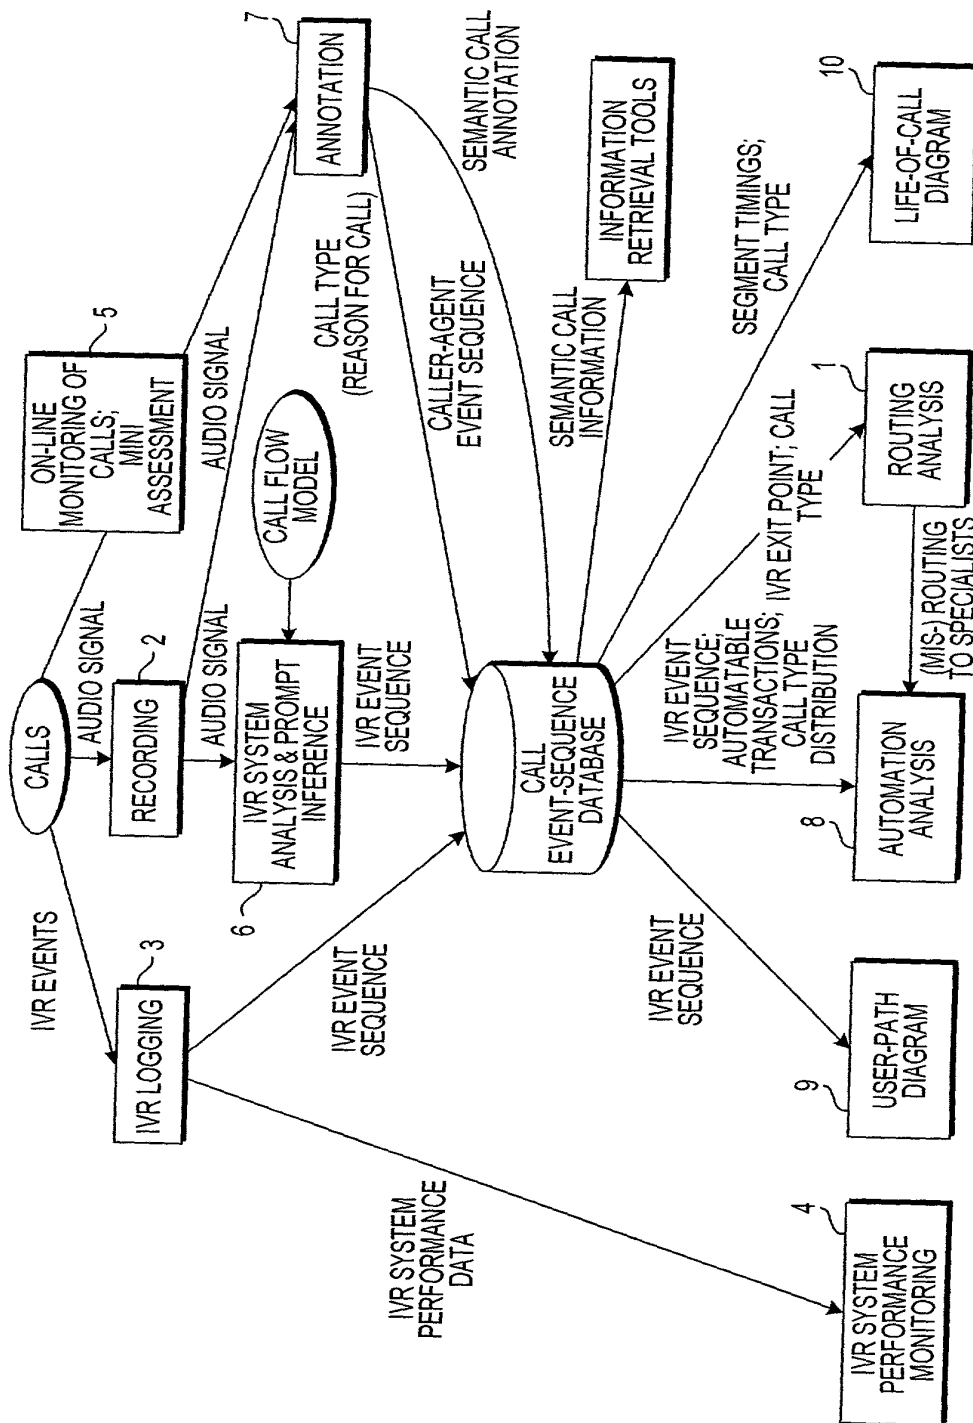 CALLS
IVR EVENTS
AUDIO SIGNAL
5
ON-LINE
MONITORING OF
CALLS;
MINI
ASSESSMENT
7
ANNOTATION
3
IVR LOGGING
2
RECORDING
AUDIO SIGNAL
AUDIO SIGNAL
6
IVR SYSTEM
ANALYSIS & PROMPT
INFERENCE
CALL FLOW
MODEL
CALL TYPE
(REASON FOR CALL)
SEMANTIC CALL
ANNOTATION
IVR EVENT
SEQUENCE
IVR EVENT
SEQUENCE
CALLER-AGENT
EVENT SEQUENCE
IVR SYSTEM
PERFORMANCE
DATA
CALL
EVENT-SEQUENCE
DATABASE
SEMANTIC CALL
INFORMATION
INFORMATION
RETRIEVAL TOOLS
IVR EVENT
SEQUENCE
IVR EVENT
SEQUENCE;
AUTOMATABLE
TRANSACTIONS;
CALL TYPE
DISTRIBUTION
IVR EXIT POINT; CALL
TYPE
SEGMENT TIMINGS;
CALL TYPE
4
IVR SYSTEM
PERFORMANCE
MONITORING
9
USER-PATH
DIAGRAM
8
AUTOMATION
ANALYSIS
(MIS-) ROUTING
TO SPECIALISTS
1
ROUTING
ANALYSIS
10
LIFE-OF-CALL
DIAGRAM